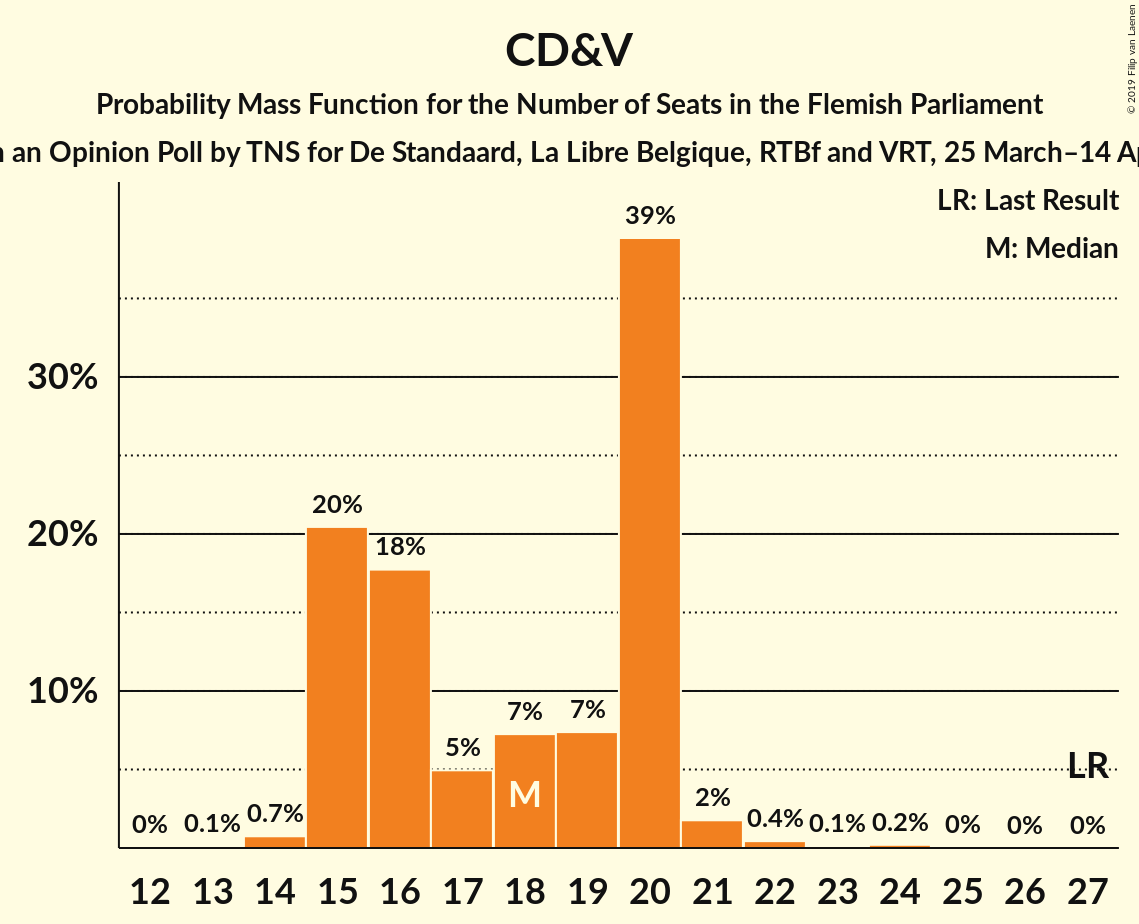 CD&V
Probability Mass Function for the Number of Seats in the Flemish Parliament
an Opinion Poll by TNS for De Standaard, La Libre Belgique, RTBf and VRT, 25 March–14
© 2019 Filip van Laenen
LR: Last Result
M: Median
30%
20%
10%
0%
0.1%
0.7%
20%
18%
5%
7%
7%
39%
2%
0.4%
0.1%
0.2%
0%
0%
0%
M
LR
12 13 14 15 16 17 18 19 20 21 22 23 24 25 26 27